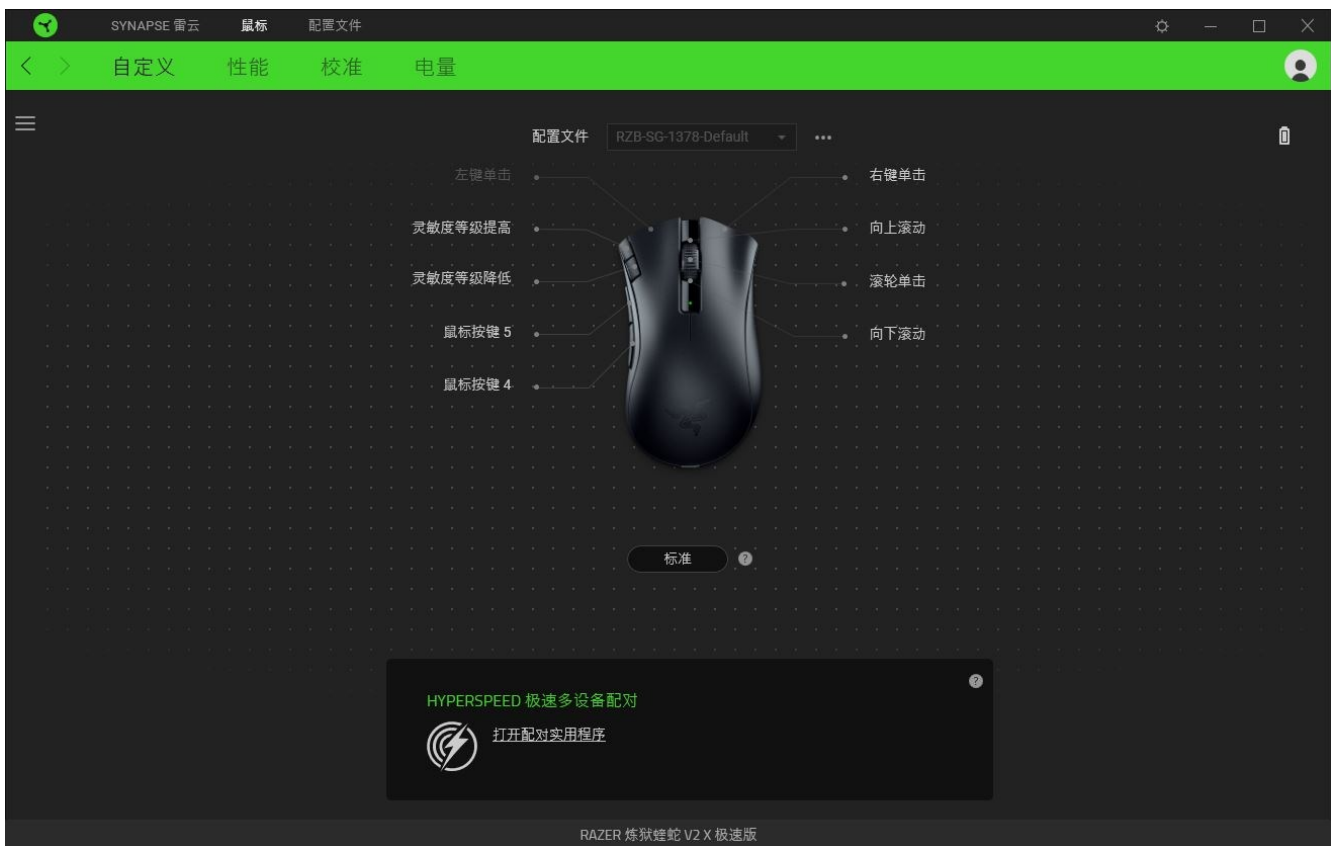 SYNAPSE 雷云 鼠标 配置文件
自定义 性能 校准 电量
配置文件 RZB-SG-1378-Default
左键单击 右键单击
灵敏度等级提高 向上滚动
灵敏度等级降低 滚轮单击
鼠标按键 5 向下滚动
鼠标按键 4
标准 ?
?
HYPERSPEED 极速多设备配对
打开配对实用程序
RAZER 炼狱蝰蛇 V2 X 极速版